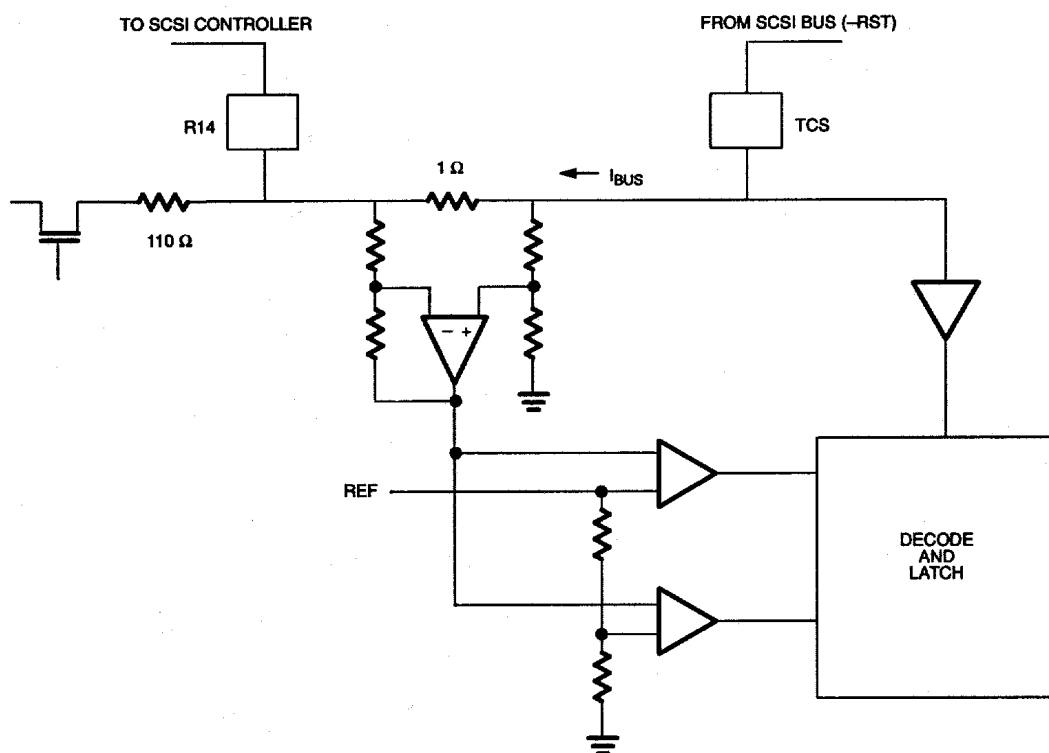 TO SCSI CONTROLLER
FROM SCSI BUS (–RST)
R14
TCS
1 Ω
I_BUS
110 Ω
– +
REF
DECODE
AND
LATCH